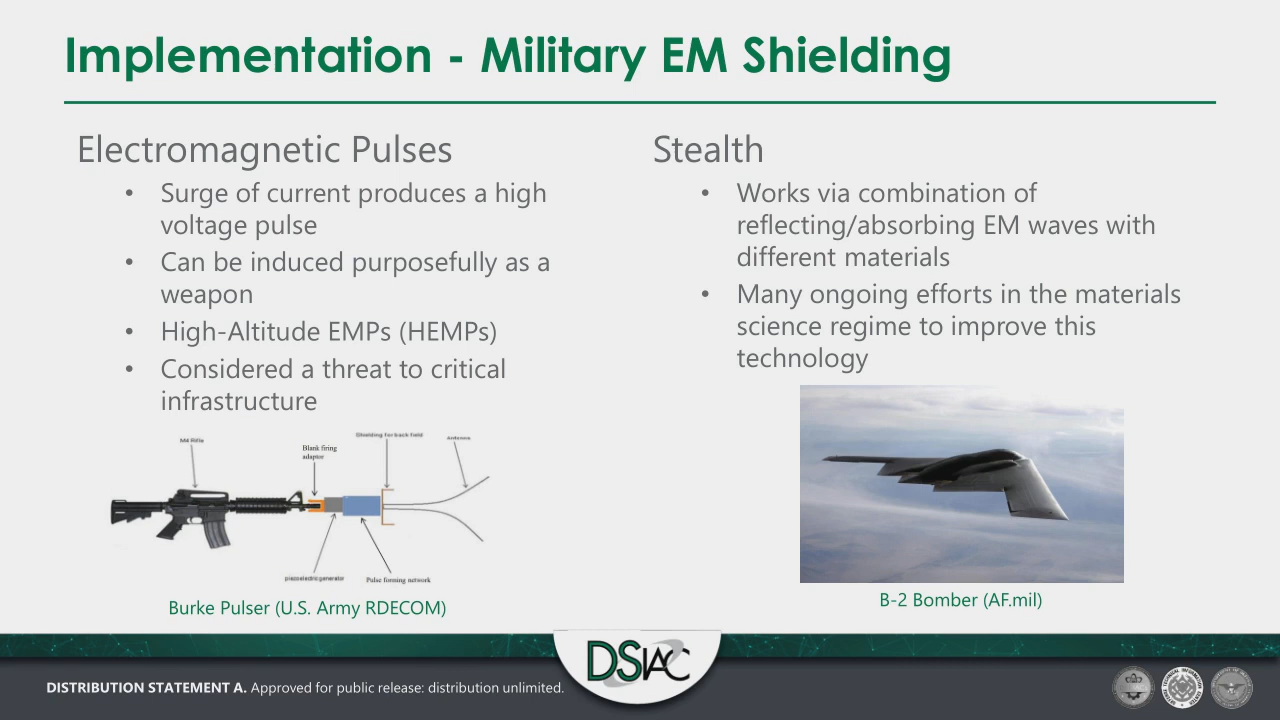 Implementation - Military EM Shielding
Electromagnetic Pulses
• Surge of current produces a high
voltage pulse
• Can be induced purposefully as a
weapon
• High-Altitude EMPs (HEMPs)
• Considered a threat to critical
infrastructure
M4 Rifle
Blank firing
adaptor
Shielding for back field
Antenna
piezoelectric generator
Pulse forming network
Burke Pulser (U.S. Army RDECOM)
Stealth
• Works via combination of
reflecting/absorbing EM waves with
different materials
• Many ongoing efforts in the materials
science regime to improve this
technology
B-2 Bomber (AF.mil)
DISTRIBUTION STATEMENT A. Approved for public release: distribution unlimited.
DSIAC